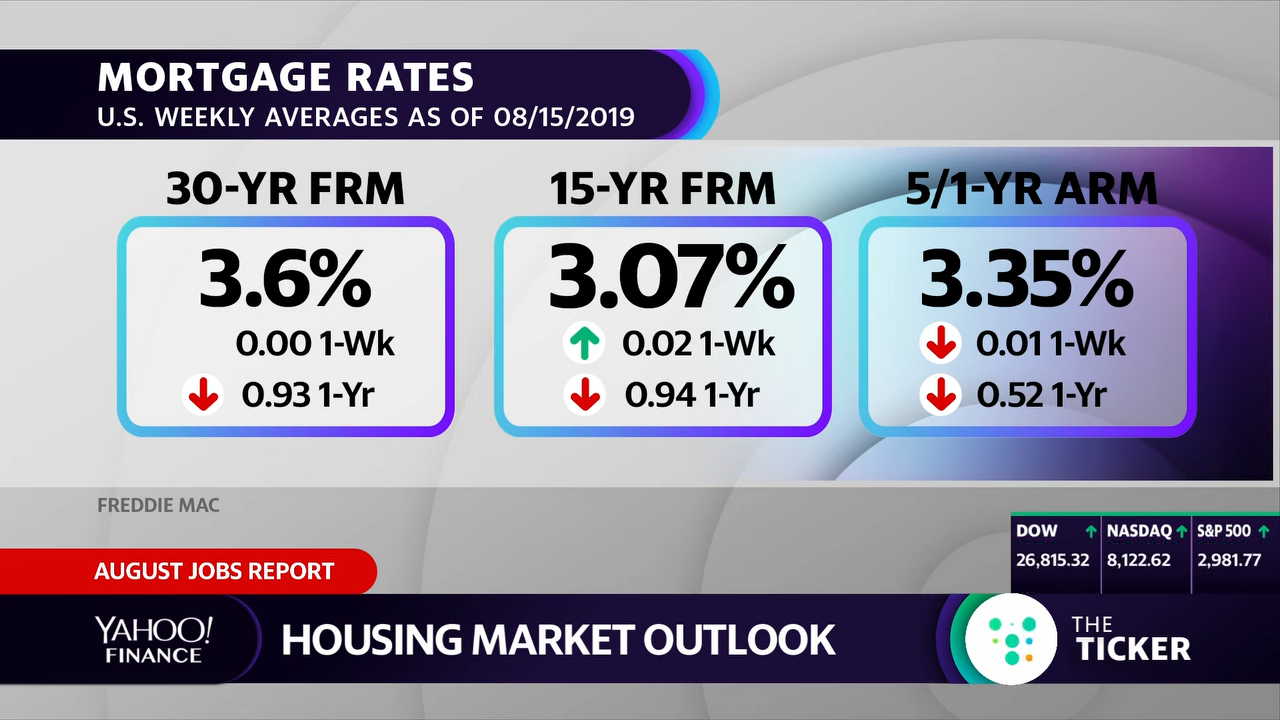 MORTGAGE RATES
U.S. WEEKLY AVERAGES AS OF 08/15/2019
30-YR FRM
3.6%
0.00 1-Wk
0.93 1-Yr
15-YR FRM
3.07%
0.02 1-Wk
0.94 1-Yr
5/1-YR ARM
3.35%
0.01 1-Wk
0.52 1-Yr
FREDDIE MAC
DOW
26,815.32
NASDAQ
8,122.62
S&P 500
2,981.77
AUGUST JOBS REPORT
YAHOO!
FINANCE
HOUSING MARKET OUTLOOK
THE
TICKER